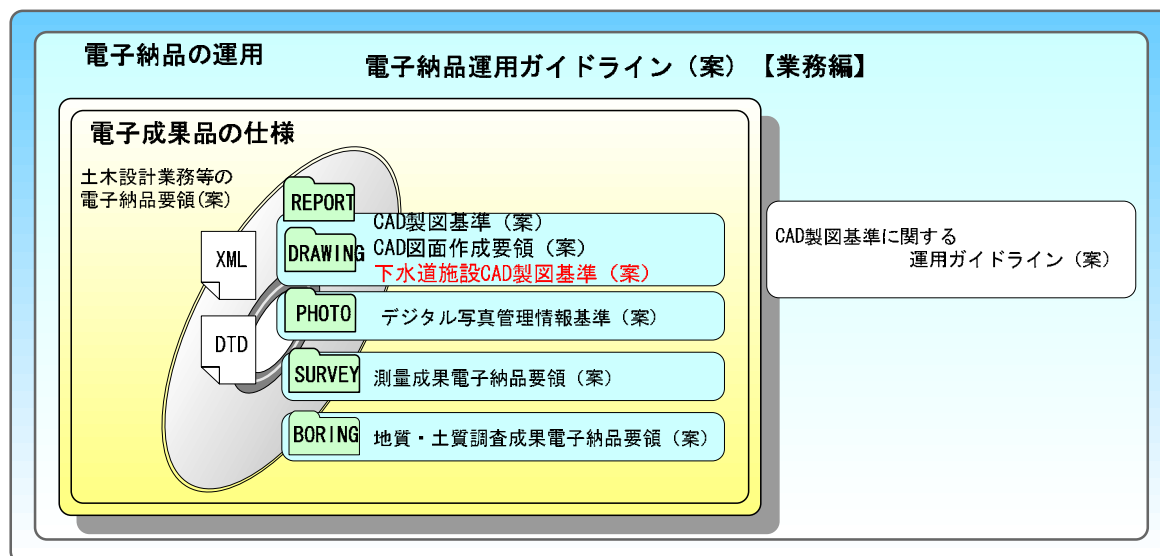 電子納品の運用
電子納品運用ガイドライン（案）【業務編】
電子成果品の仕様
土木設計業務等の
電子納品要領(案)
REPORT
CAD製図基準（案）
DRAWING
CAD図面作成要領（案）
下水道施設CAD製図基準（案）
XML
PHOTO
デジタル写真管理情報基準（案）
DTD
SURVEY
測量成果電子納品要領（案）
BORING
地質・土質調査成果電子納品要領（案）
CAD製図基準に関する
運用ガイドライン（案）